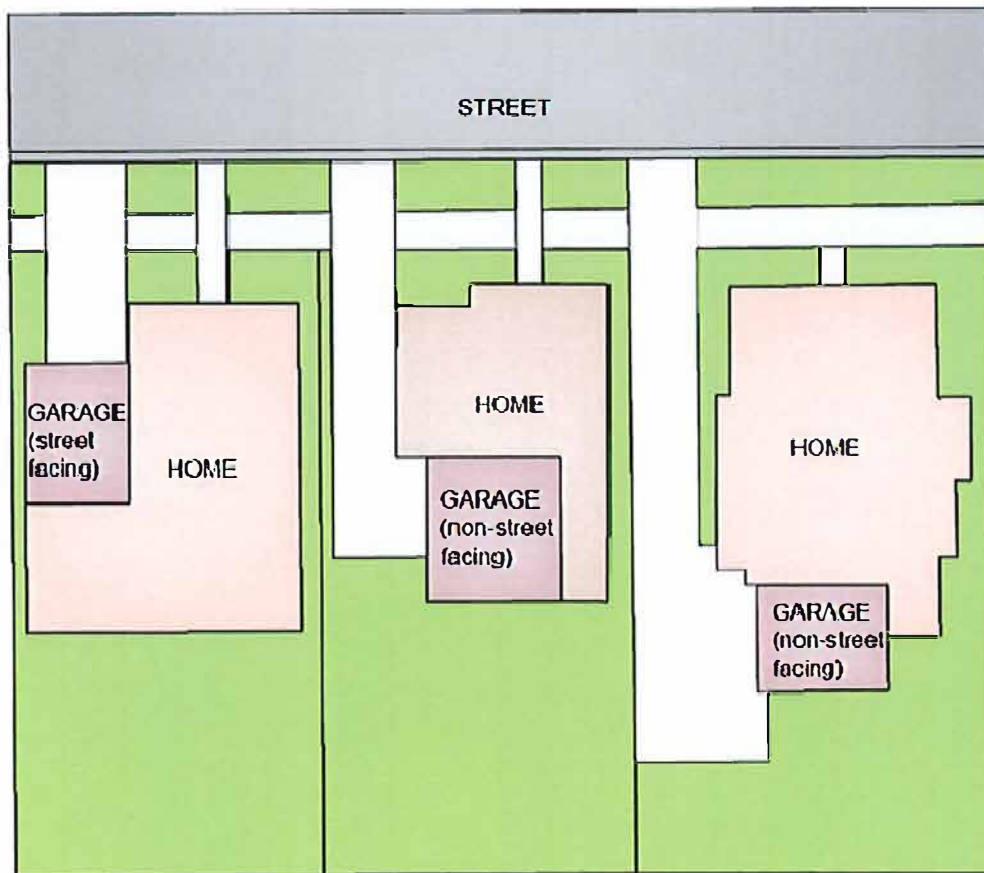 STREET
GARAGE
(street
facing)
HOME
HOME
GARAGE
(non-street
facing)
HOME
GARAGE
(non-street
facing)